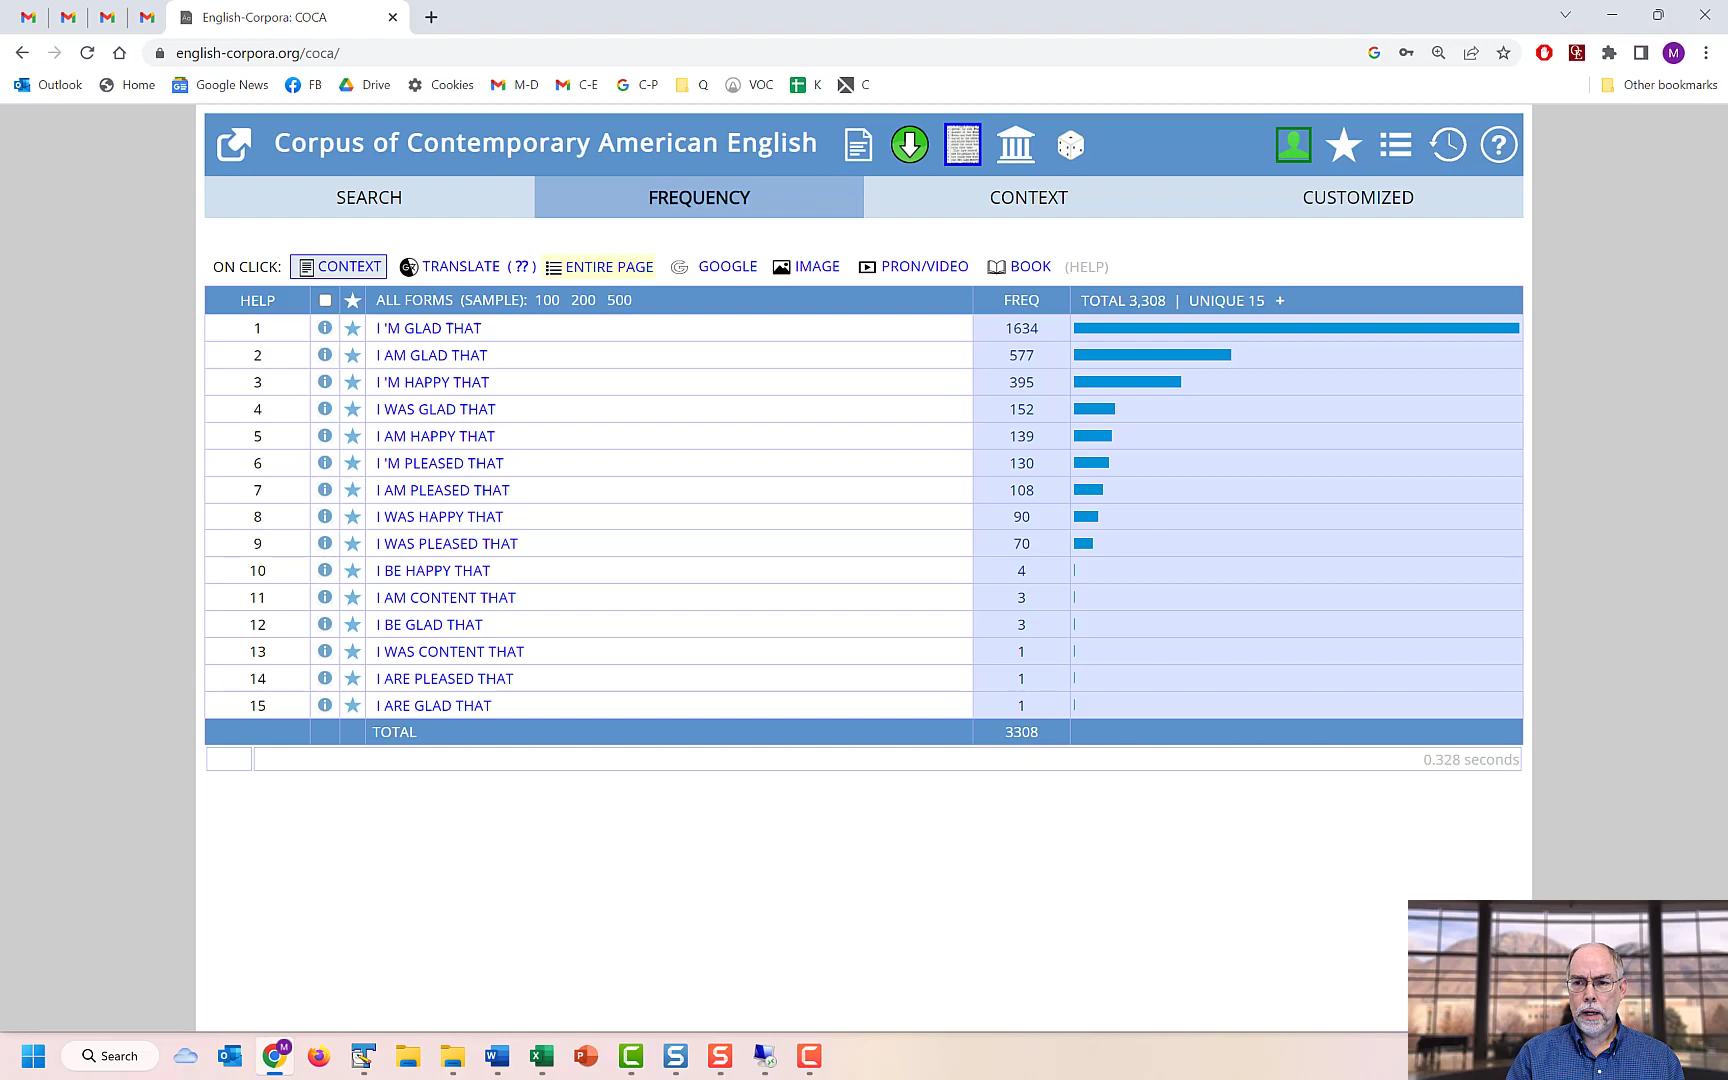 English-Corpora: COCA
english-corpora.org/coca/
M
Outlook Home Google News FB Drive Cookies M-D C-E C-P Q VOC K C Other bookmarks
Corpus of Contemporary American English
SEARCH FREQUENCY CONTEXT CUSTOMIZED
ON CLICK: CONTEXT TRANSLATE (??) ENTIRE PAGE GOOGLE IMAGE PRON/VIDEO BOOK (HELP)
HELP ALL FORMS (SAMPLE): 100 200 500 FREQ TOTAL 3,308 | UNIQUE 15 +
1 I 'M GLAD THAT 1634
2 I AM GLAD THAT 577
3 I 'M HAPPY THAT 395
4 I WAS GLAD THAT 152
5 I AM HAPPY THAT 139
6 I 'M PLEASED THAT 130
7 I AM PLEASED THAT 108
8 I WAS HAPPY THAT 90
9 I WAS PLEASED THAT 70
10 I BE HAPPY THAT 4
11 I AM CONTENT THAT 3
12 I BE GLAD THAT 3
13 I WAS CONTENT THAT 1
14 I ARE PLEASED THAT 1
15 I ARE GLAD THAT 1
TOTAL 3308
0.328 seconds
Search